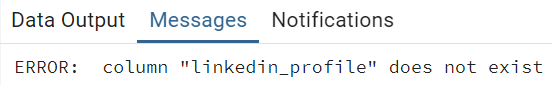 Data Output Messages Notifications
ERROR:  column "linkedin_profile" does not exist